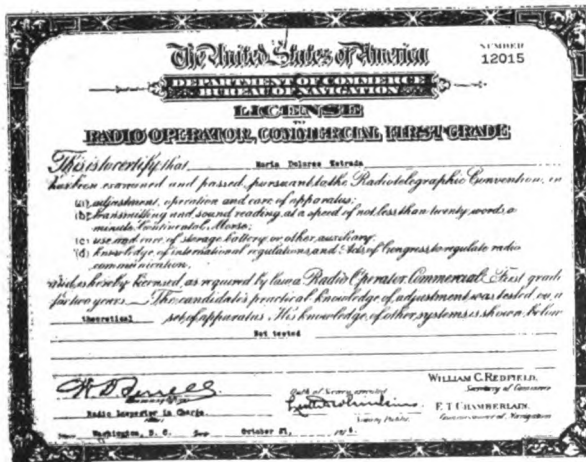 NUMBER
12015
The United States of America
DEPARTMENT OF COMMERCE
BUREAU OF NAVIGATION
LICENSE
TO
RADIO OPERATOR, COMMERCIAL FIRST GRADE
This is to certify that Maria Dolores Estrada
has been examined and passed, pursuant to the Radiotelegraphic Convention, in
(a) adjustment, operation and care of apparatus;
(b) transmitting and sound reading, at a speed of not less than twenty words, a
minute Continental Morse;
(c) use and care of storage battery or other auxiliary;
(d) knowledge of international regulations, and Acts of Congress to regulate radio
communication,
and is hereby licensed, as required by law a Radio Operator, Commercial First grade
for two years. The candidate's practical knowledge of adjustment was tested on a
theoretical set of apparatus. His knowledge of other systems is shown below
Not tested
Oath of Secrecy executed
WILLIAM C. REDFIELD,
Secretary of Commerce
Radio Inspector in Charge.
Notary Public.
E. T. CHAMBERLAIN,
Commissioner of Navigation
Washington, D. C. October 21,